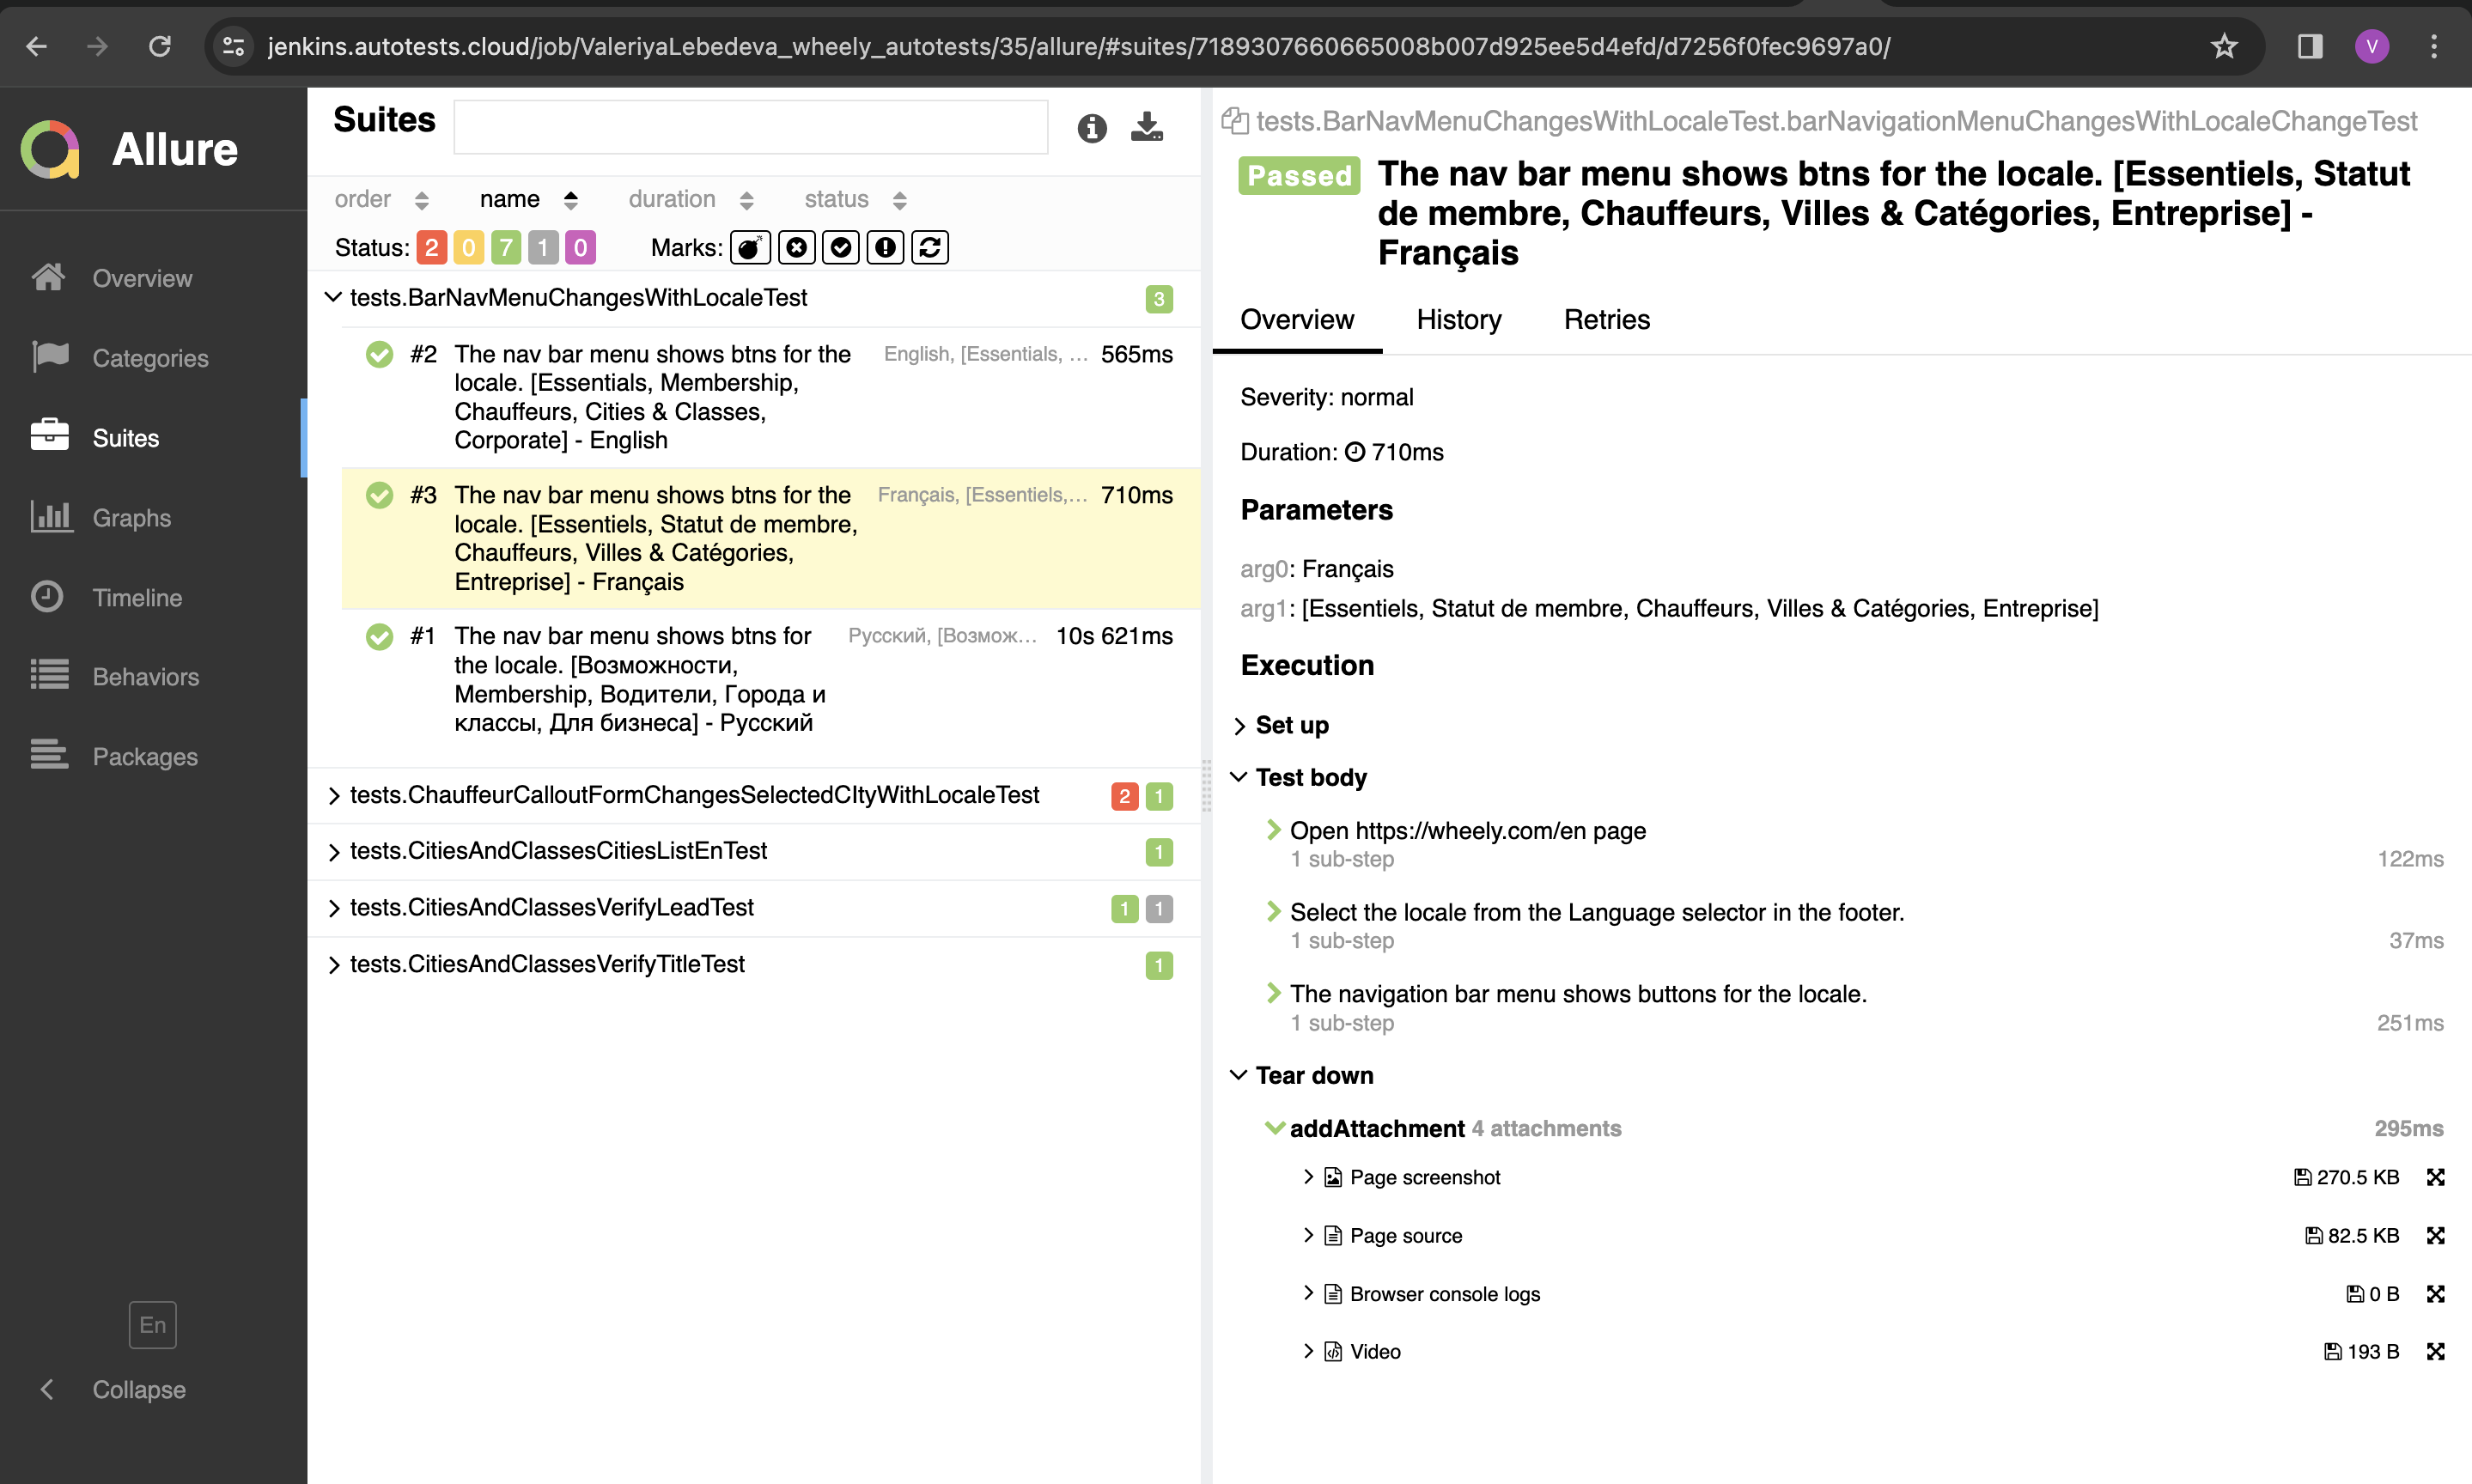 jenkins.autotests.cloud/job/ValeriyaLebedeva_wheely_autotests/35/allure/#suites/7189307660665008b007d925ee5d4efd/d7256f0fec9697a0/
V
Allure
Overview
Categories
Suites
Graphs
Timeline
Behaviors
Packages
En
Collapse
Suites
order name duration status
Status: 2 0 7 1 0 Marks:
tests.BarNavMenuChangesWithLocaleTest 3
#2 The nav bar menu shows btns for the English, [Essentials, ... 565ms
locale. [Essentials, Membership,
Chauffeurs, Cities & Classes,
Corporate] - English
#3 The nav bar menu shows btns for the Français, [Essentiels,... 710ms
locale. [Essentiels, Statut de membre,
Chauffeurs, Villes & Catégories,
Entreprise] - Français
#1 The nav bar menu shows btns for Русский, [Возмож... 10s 621ms
the locale. [Возможности,
Membership, Водители, Города и
классы, Для бизнеса] - Русский
tests.ChauffeurCalloutFormChangesSelectedCItyWithLocaleTest 2 1
tests.CitiesAndClassesCitiesListEnTest 1
tests.CitiesAndClassesVerifyLeadTest 1 1
tests.CitiesAndClassesVerifyTitleTest 1
tests.BarNavMenuChangesWithLocaleTest.barNavigationMenuChangesWithLocaleChangeTest
Passed The nav bar menu shows btns for the locale. [Essentiels, Statut
de membre, Chauffeurs, Villes & Catégories, Entreprise] -
Français
Overview History Retries
Severity: normal
Duration: 710ms
Parameters
arg0: Français
arg1: [Essentiels, Statut de membre, Chauffeurs, Villes & Catégories, Entreprise]
Execution
Set up
Test body
Open https://wheely.com/en page
1 sub-step 122ms
Select the locale from the Language selector in the footer.
1 sub-step 37ms
The navigation bar menu shows buttons for the locale.
1 sub-step 251ms
Tear down
addAttachment 4 attachments 295ms
Page screenshot 270.5 KB
Page source 82.5 KB
Browser console logs 0 B
Video 193 B